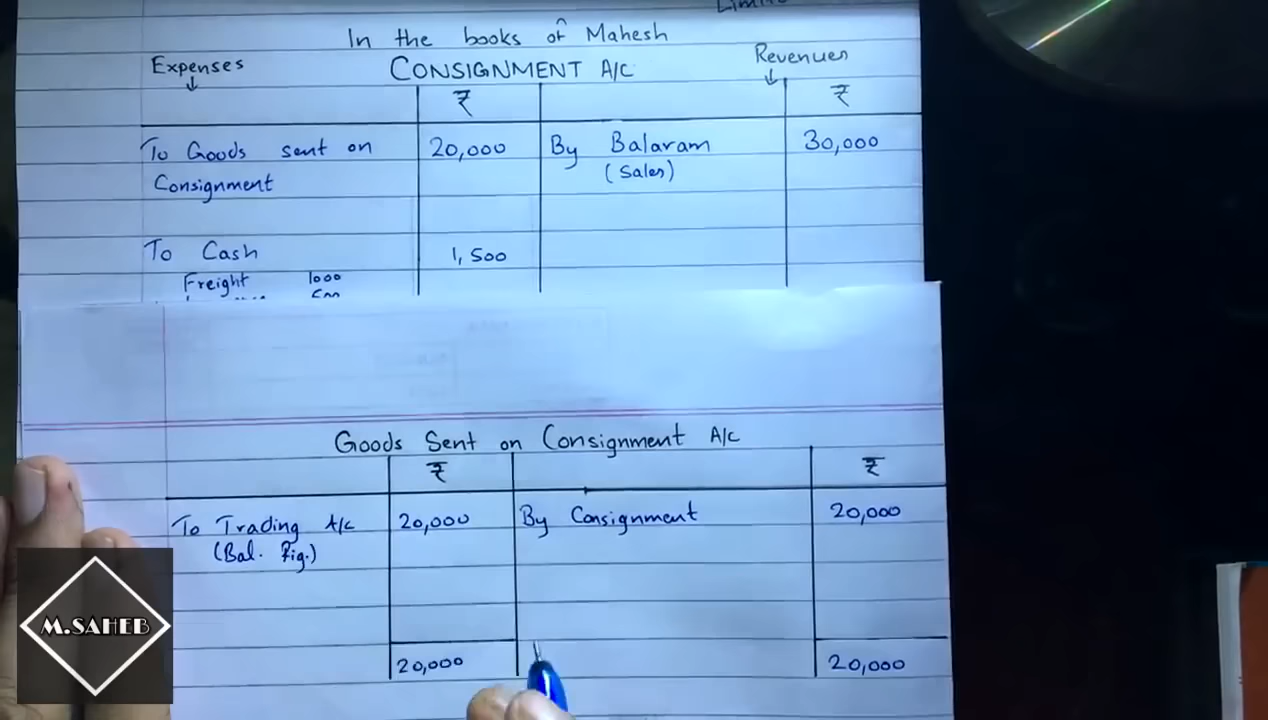 In the books of Mahesh
Expenses Revenues
↓ CONSIGNMENT A/C ↓
₹ ₹
To Goods sent on 20,000 By Balaram 30,000
Consignment (Sales)
To Cash 1,500
Freight 1000
Goods Sent on Consignment A/C
₹ ₹
To Trading A/c 20,000 By Consignment 20,000
(Bal. Fig.)
20,000 20,000
M.SAHEB